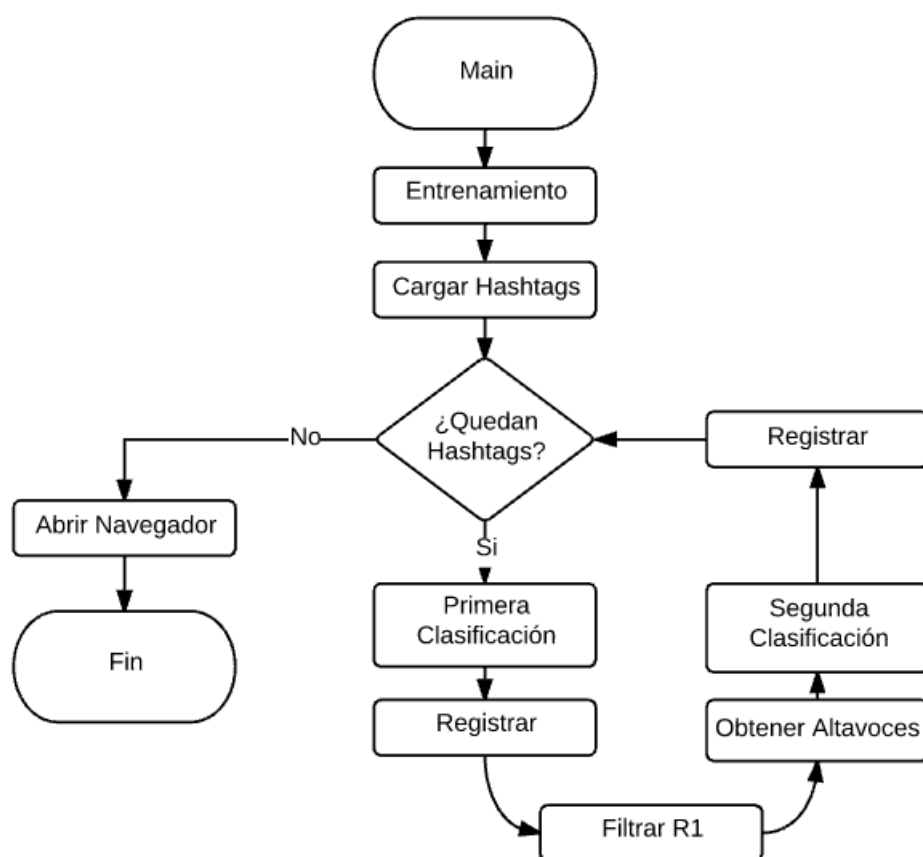 Main
Entrenamiento
Cargar Hashtags
¿Quedan
Hashtags?
No
Registrar
Abrir Navegador
Si
Primera
Clasificación
Segunda
Clasificación
Fin
Registrar
Obtener Altavoces
Filtrar R1